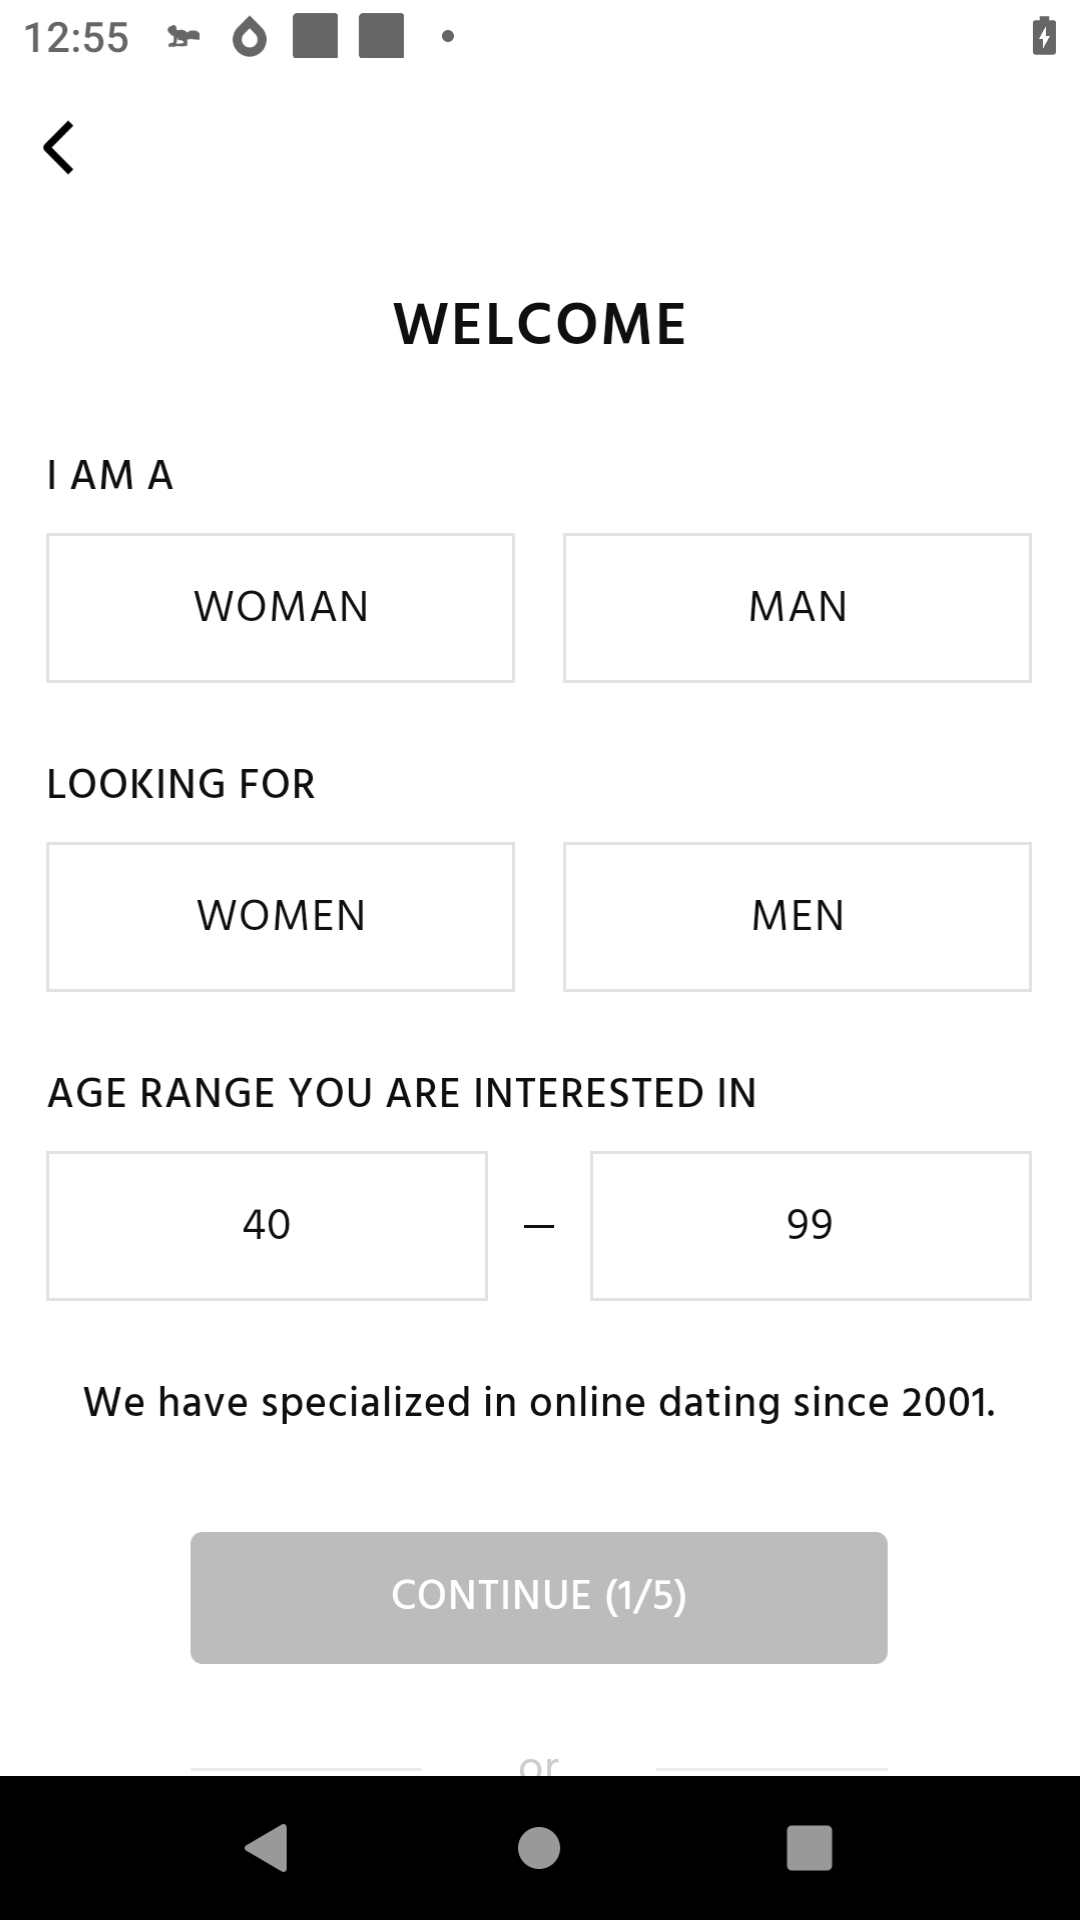 12:55
WELCOME
I AM A
WOMAN MAN
LOOKING FOR
WOMEN MEN
AGE RANGE YOU ARE INTERESTED IN
40 — 99
We have specialized in online dating since 2001.
CONTINUE (1/5)
or